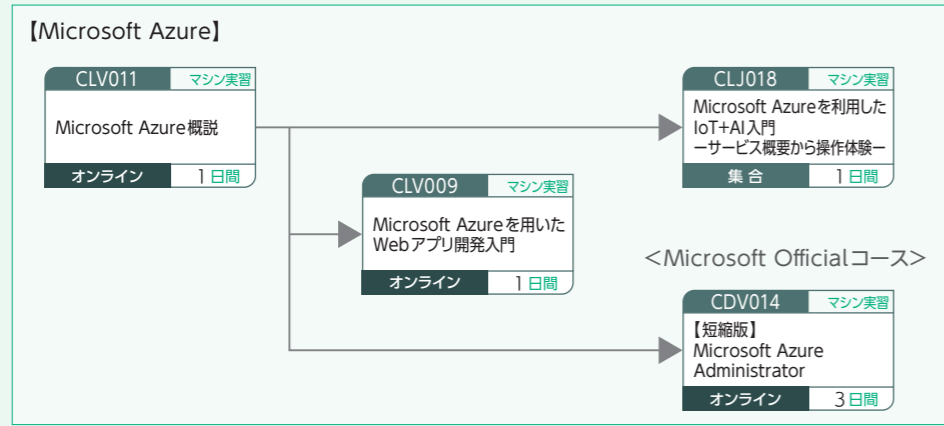 【Microsoft Azure】
CLV011 マシン実習
Microsoft Azure概説
オンライン 1日間
CLJ018 マシン実習
Microsoft Azureを利用した
IoT+AI入門
ーサービス概要から操作体験ー
集合 1日間
CLV009 マシン実習
Microsoft Azureを用いた
Webアプリ開発入門
オンライン 1日間
＜Microsoft Officialコース＞
CDV014 マシン実習
【短縮版】
Microsoft Azure
Administrator
オンライン 3日間